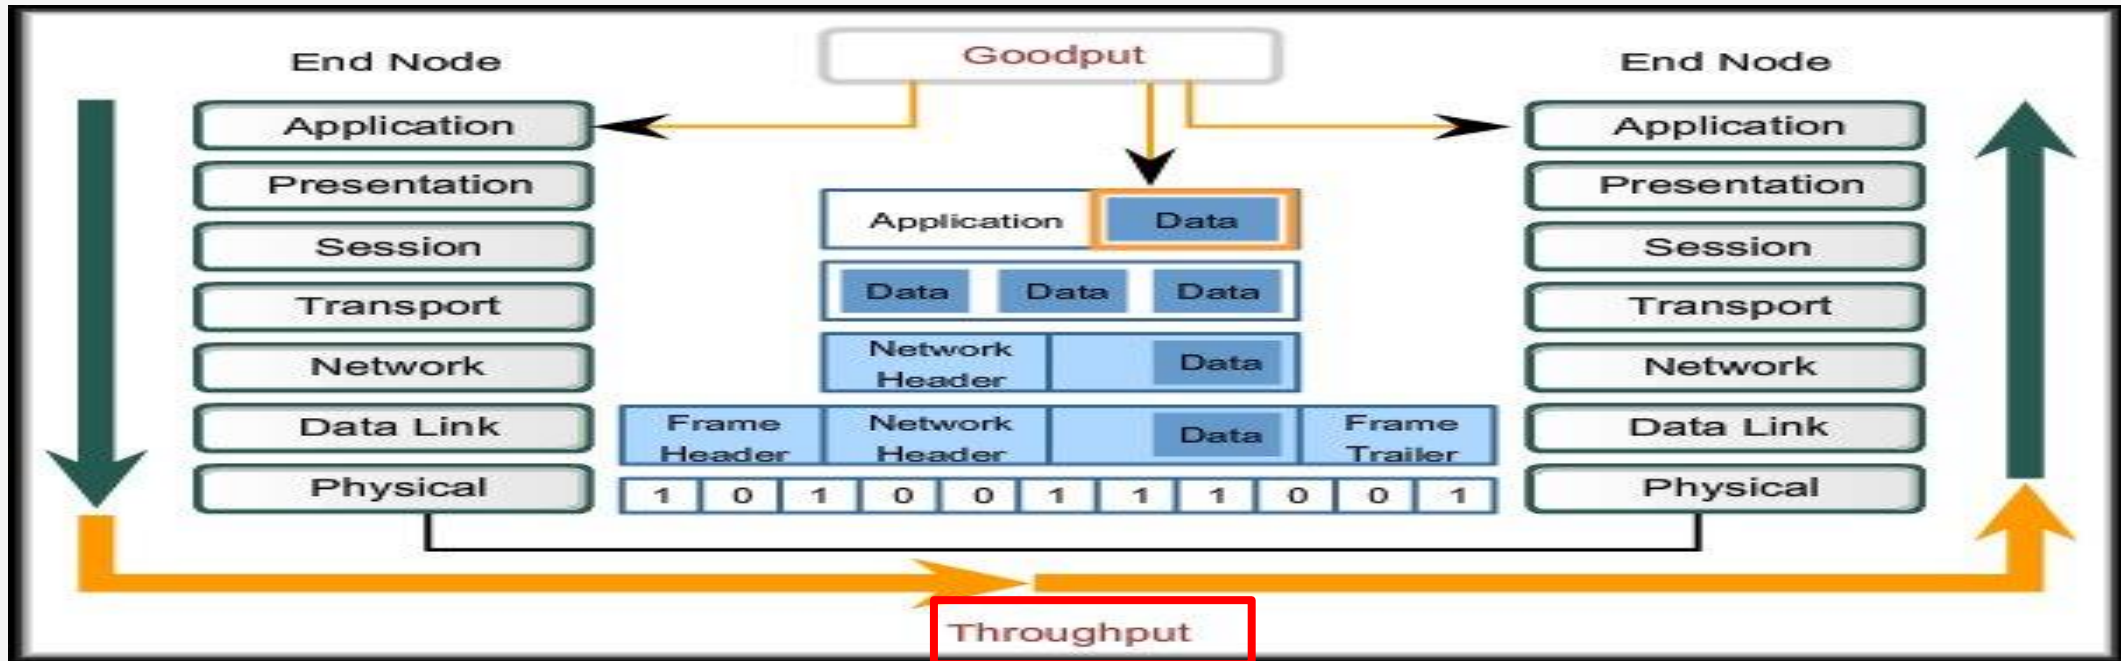 Goodput
End Node
Application
Presentation
Session
Transport
Network
Data Link
Physical
Application Data
Data Data Data
Network
Header
Data
Frame
Header
Network
Header
Data
Frame
Trailer
1 0 1 0 0 1 1 1 0 0 1
End Node
Application
Presentation
Session
Transport
Network
Data Link
Physical
Throughput